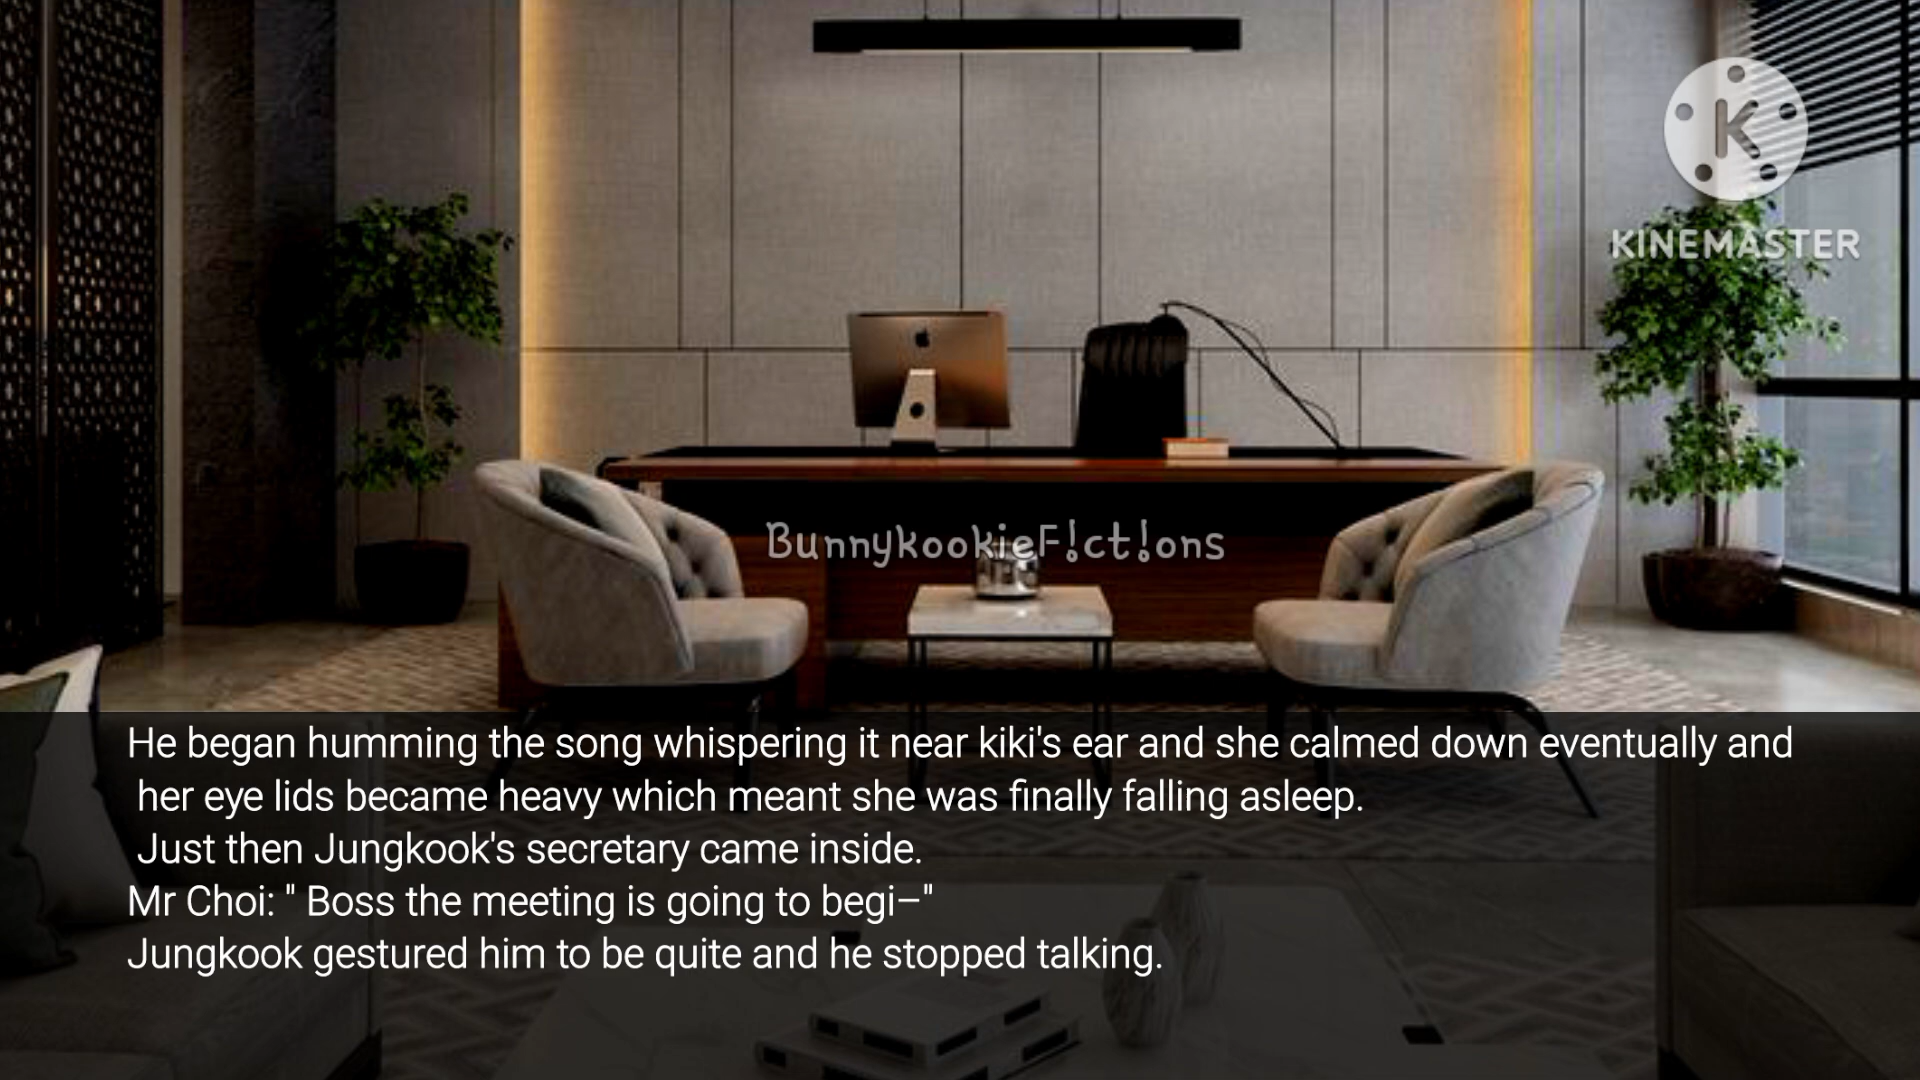 KINEMASTER
BunnykookieF!ct!ons
He began humming the song whispering it near kiki's ear and she calmed down eventually and
her eye lids became heavy which meant she was finally falling asleep.
Just then Jungkook's secretary came inside.
Mr Choi: " Boss the meeting is going to begi–"
Jungkook gestured him to be quite and he stopped talking.